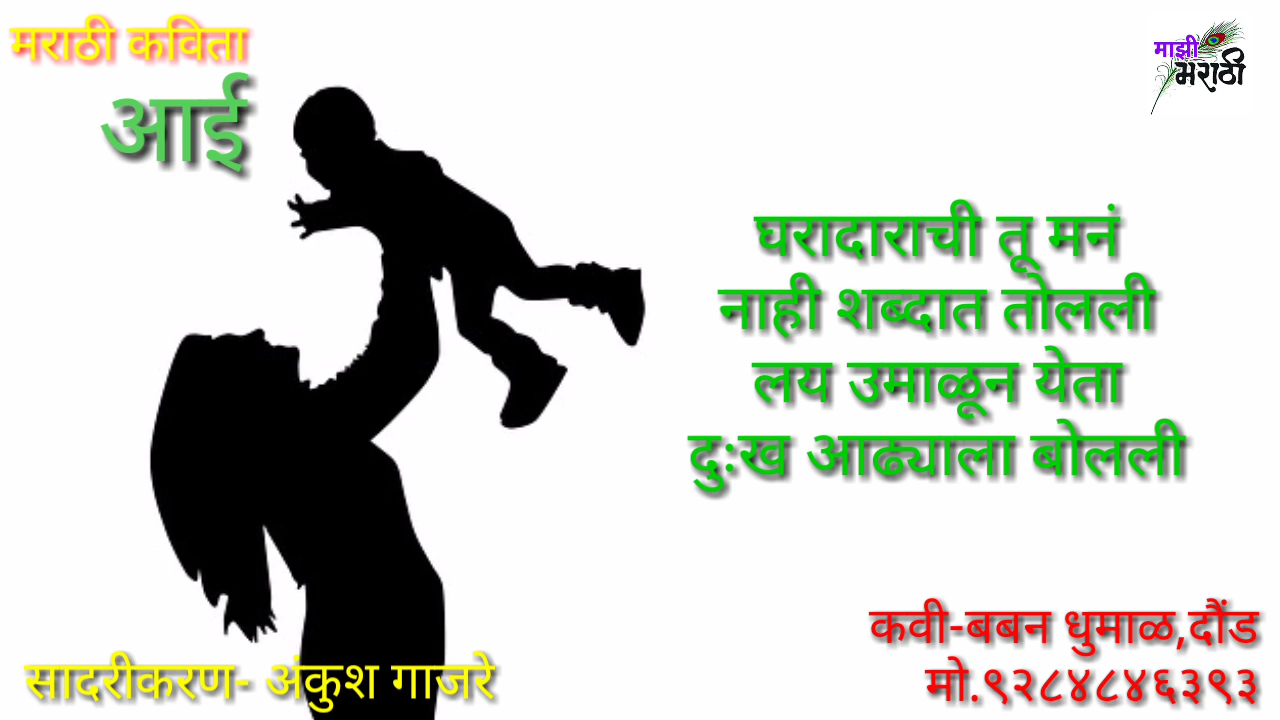 मराठी कविता
आई
माझी
मराठी
घरादाराची तू मनं
नाही शब्दात तोलली
लय उमाळून येता
दुःख आढ्याला बोलली
कवी-बबन धुमाळ,दौंड
मो.९२८४८४६३९३
सादरीकरण- अंकुश गाजरे